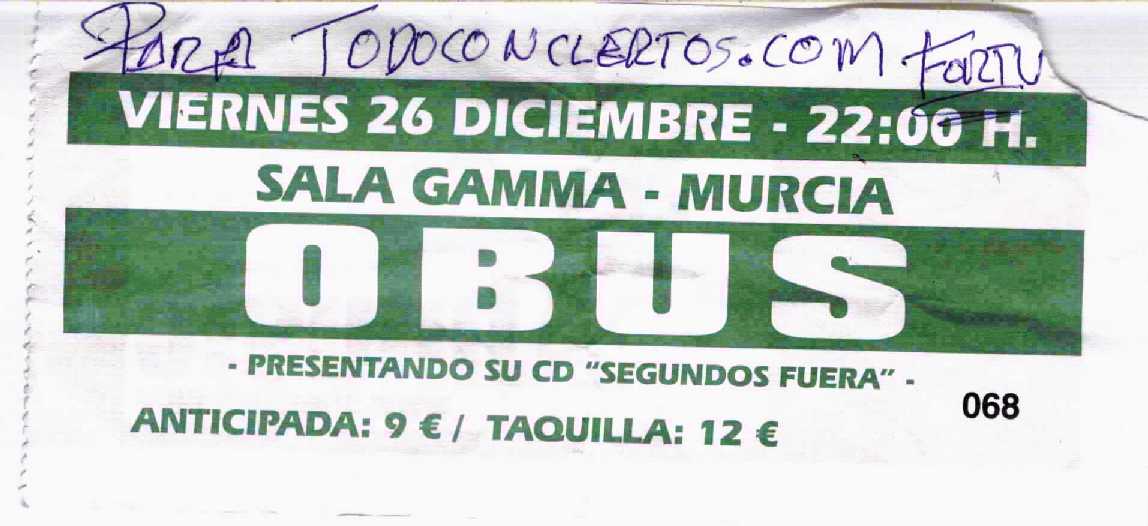 PARA TODOCONCIERTOS.COM FORTU
VIERNES 26 DICIEMBRE - 22:00 H.
SALA GAMMA - MURCIA
OBUS
- PRESENTANDO SU CD "SEGUNDOS FUERA" -
068
ANTICIPADA: 9 € / TAQUILLA: 12 €